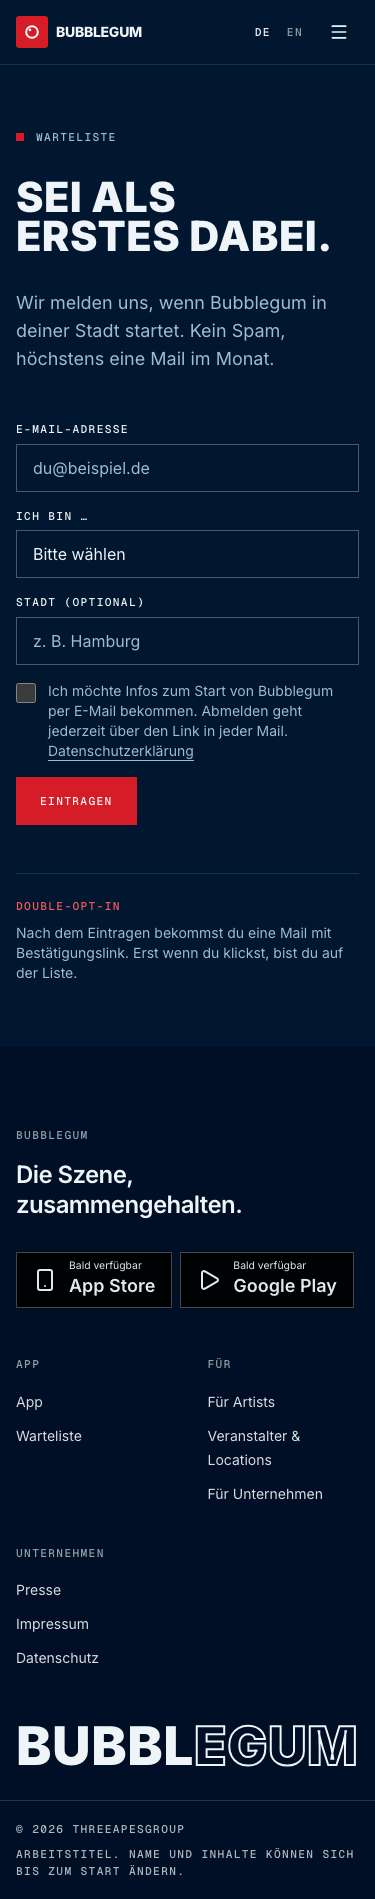 BUBBLEGUM
DE EN
WARTELISTE
SEI ALS
ERSTES DABEI.
Wir melden uns, wenn Bubblegum in
deiner Stadt startet. Kein Spam,
höchstens eine Mail im Monat.
E-MAIL-ADRESSE
du@beispiel.de
ICH BIN …
Bitte wählen
STADT (OPTIONAL)
z. B. Hamburg
Ich möchte Infos zum Start von Bubblegum
per E-Mail bekommen. Abmelden geht
jederzeit über den Link in jeder Mail.
Datenschutzerklärung
EINTRAGEN
DOUBLE-OPT-IN
Nach dem Eintragen bekommst du eine Mail mit
Bestätigungslink. Erst wenn du klickst, bist du auf
der Liste.
BUBBLEGUM
Die Szene,
zusammengehalten.
Bald verfügbar
App Store
Bald verfügbar
Google Play
APP
App
Warteliste
FÜR
Für Artists
Veranstalter &
Locations
Für Unternehmen
UNTERNEHMEN
Presse
Impressum
Datenschutz
BUBBLEGUM
© 2026 THREEAPESGROUP
ARBEITSTITEL. NAME UND INHALTE KÖNNEN SICH
BIS ZUM START ÄNDERN.